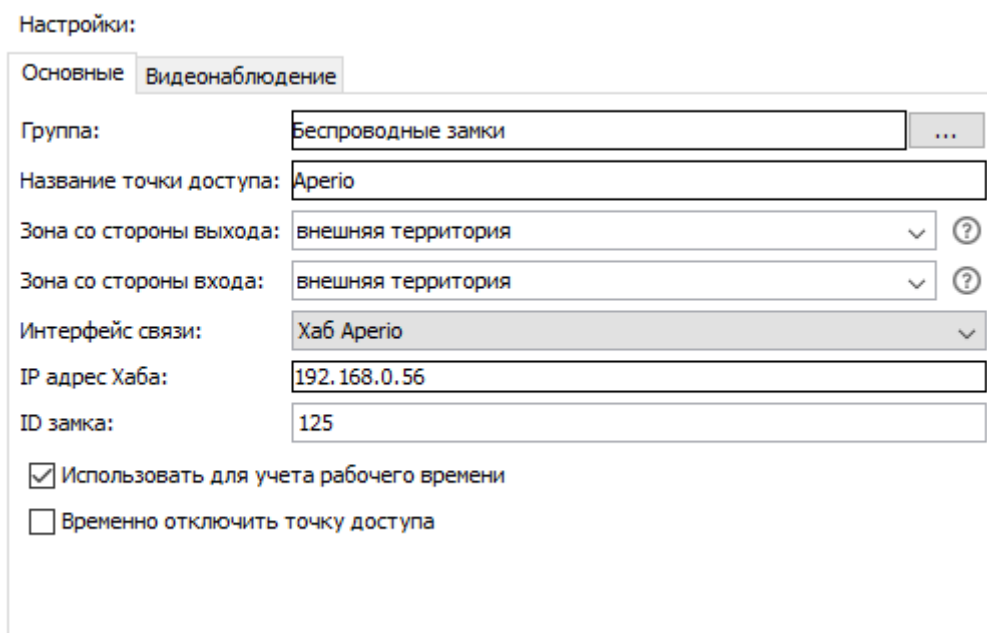 Настройки:
Основные Видеонаблюдение
Группа: Беспроводные замки ...
Название точки доступа: Aperio
Зона со стороны выхода: внешняя территория ?
Зона со стороны входа: внешняя территория ?
Интерфейс связи: Хаб Aperio
IP адрес Хаба: 192.168.0.56
ID замка: 125
Использовать для учета рабочего времени
Временно отключить точку доступа